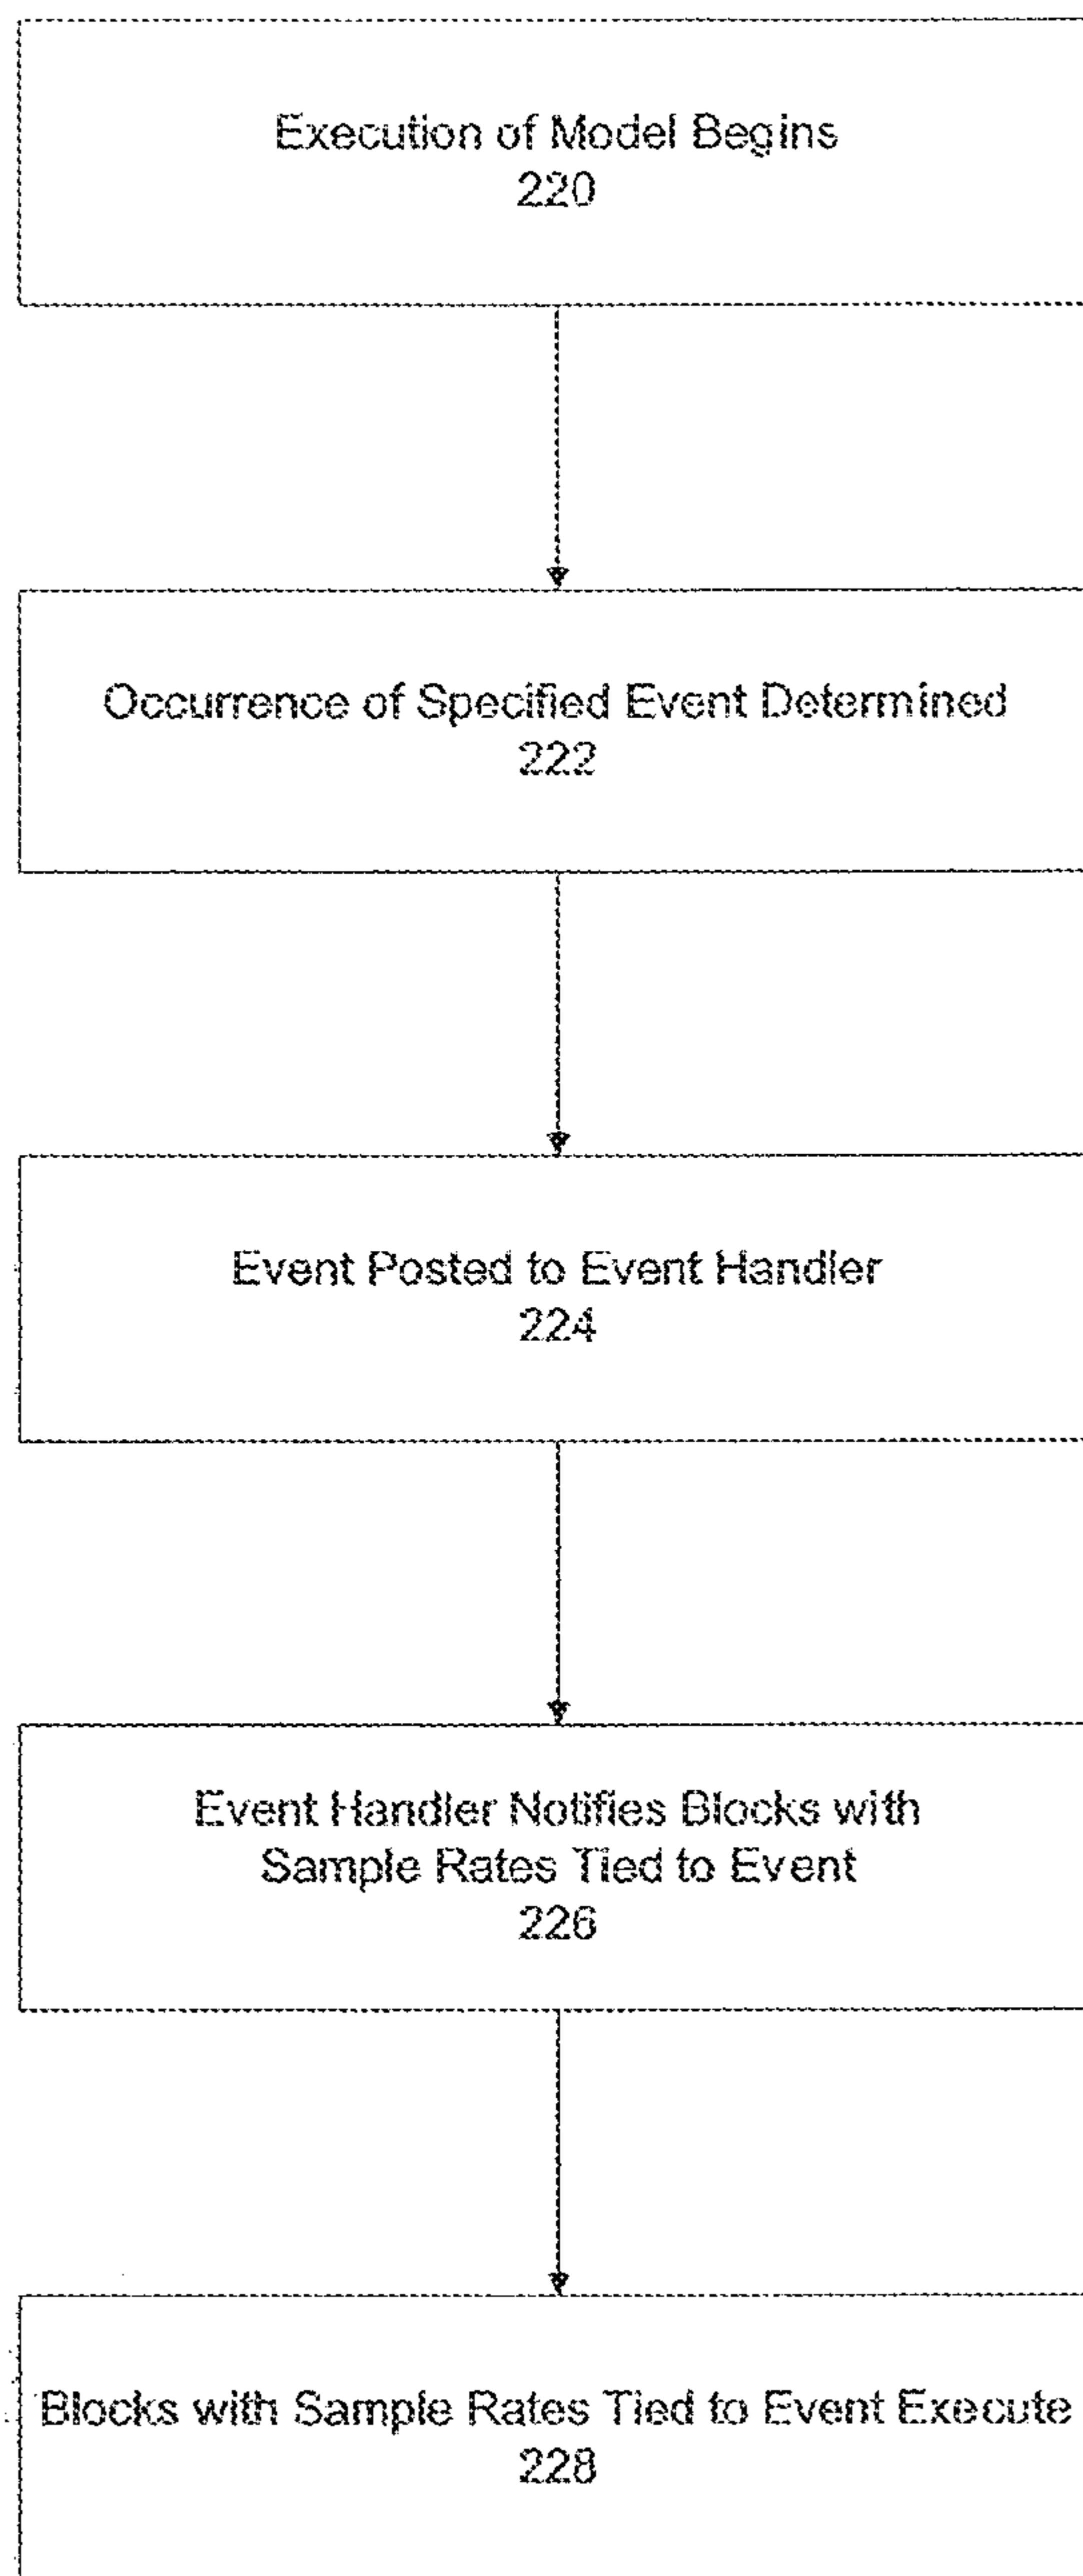 Execution of Model Begins
220
Occurrence of Specified Event Determined
222
Event Posted to Event Handler
224
Event Handler Notifies Blocks with
Sample Rates Tied to Event
226
Blocks with Sample Rates Tied to Event Execute
228